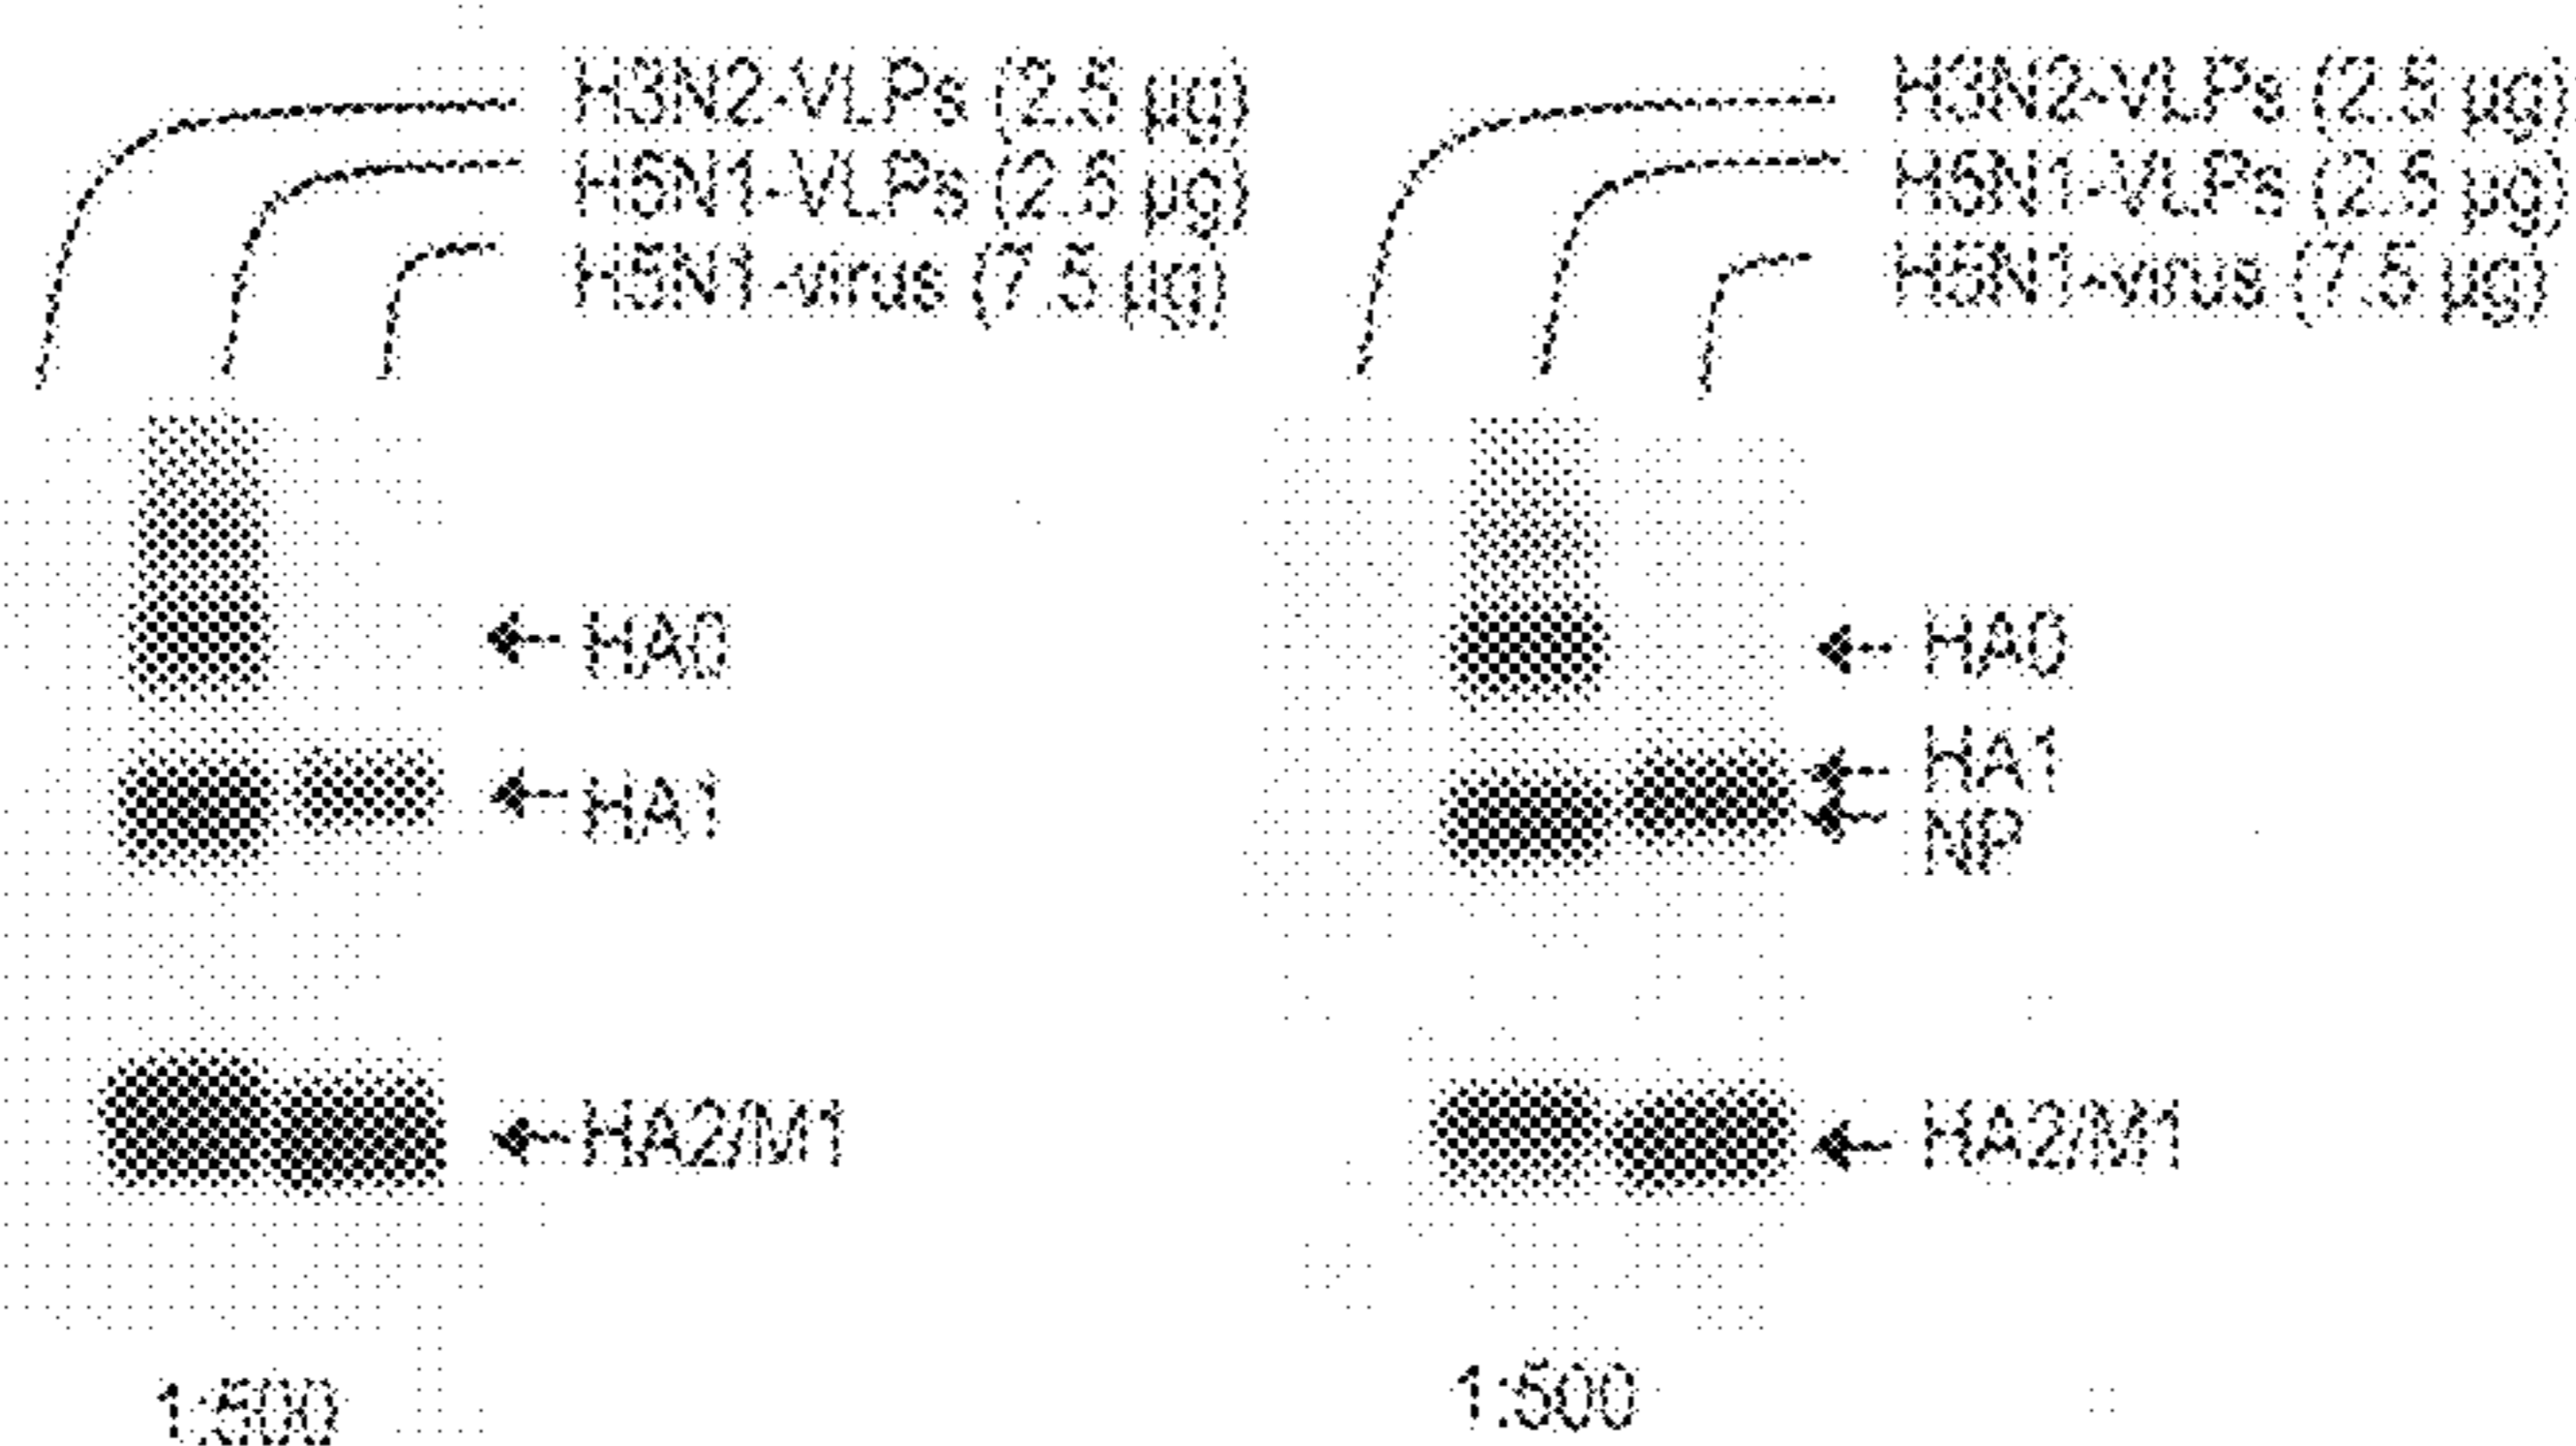 H3N2-VLPs (2.5 µg)
H5N1-VLPs (2.5 µg)
H5N1-virus (7.5 µg)
HA0
HA1
HA2/M1
1:500
H3N2-VLPs (2.5 µg)
H5N1-VLPs (2.5 µg)
H5N1-virus (7.5 µg)
HA0
HA1
NP
HA2/M1
1:500